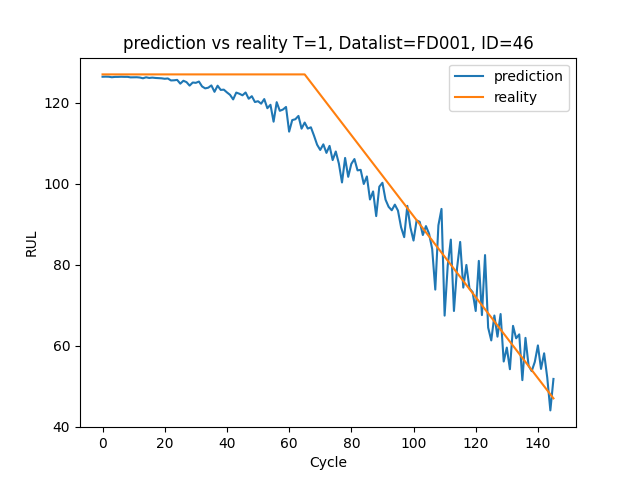 prediction vs reality T=1, Datalist=FD001, ID=46
prediction
reality
RUL
120
100
80
60
40
0 20 40 60 80 100 120 140
Cycle